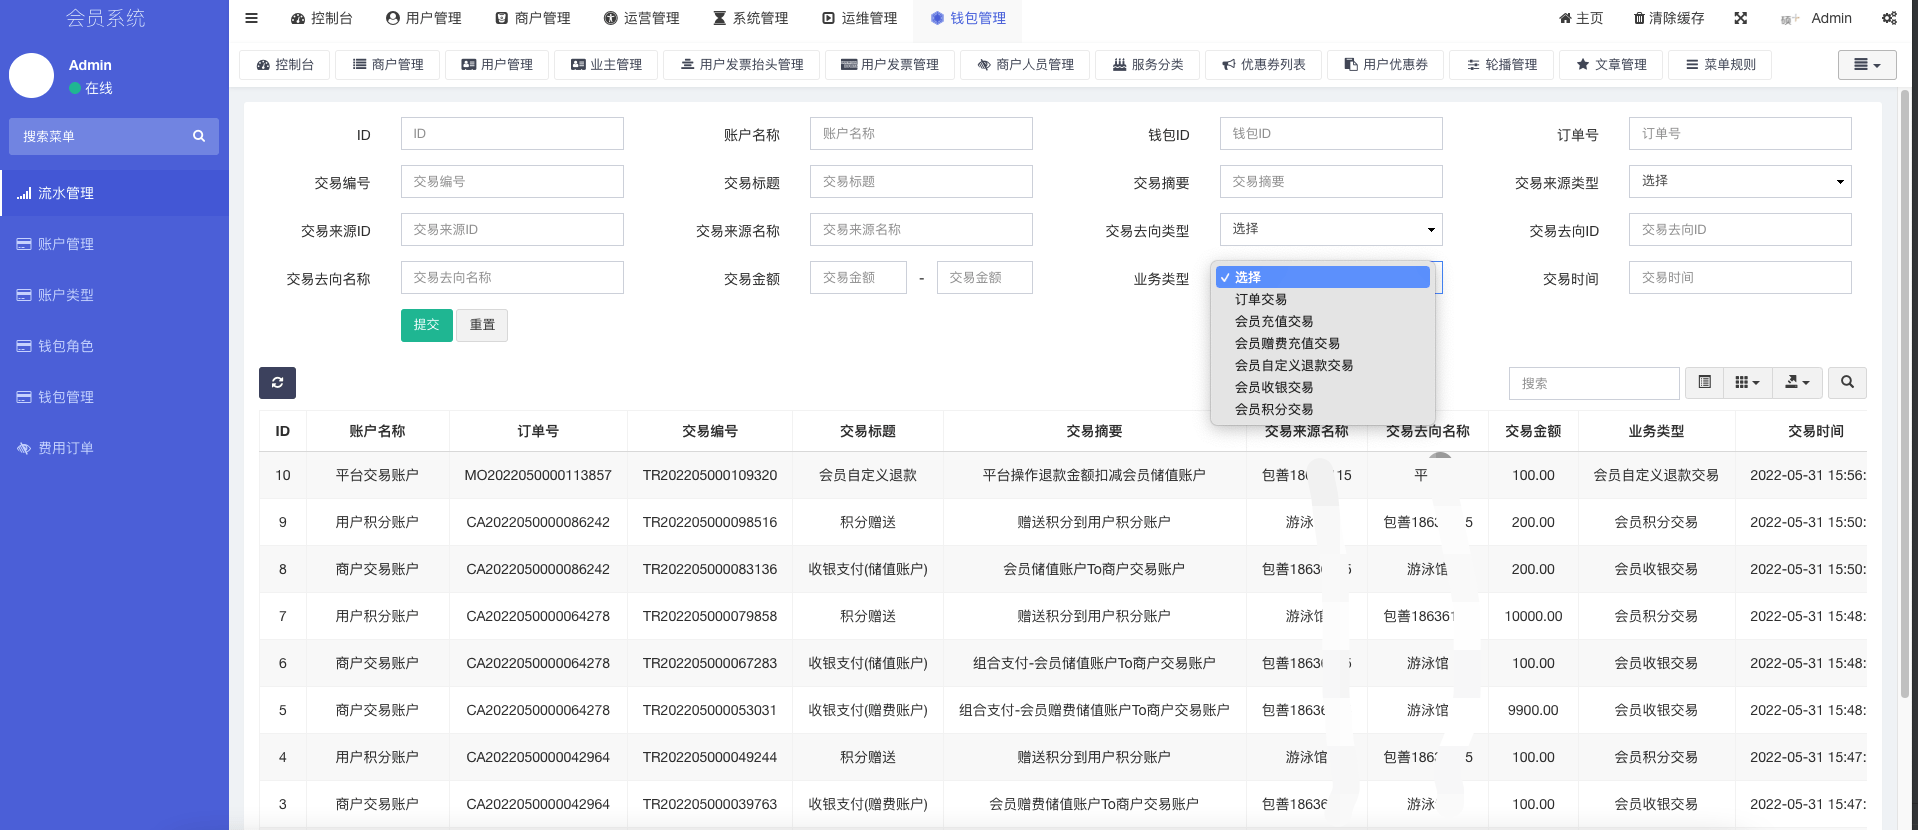 会员系统
控制台 用户管理 商户管理 运营管理 系统管理 运维管理 钱包管理 主页 清除缓存 Admin
Admin
在线
控制台 商户管理 用户管理 业主管理 用户发票抬头管理 用户发票管理 商户人员管理 服务分类 优惠券列表 用户优惠券 轮播管理 文章管理 菜单规则
搜索菜单
流水管理
账户管理
账户类型
钱包角色
钱包管理
费用订单
ID ID 账户名称 账户名称 钱包ID 钱包ID 订单号 订单号
交易编号 交易编号 交易标题 交易标题 交易摘要 交易摘要 交易来源类型 选择
交易来源ID 交易来源ID 交易来源名称 交易来源名称 交易去向类型 选择 交易去向ID 交易去向ID
交易去向名称 交易去向名称 交易金额 交易金额 - 交易金额 业务类型 交易时间 交易时间
选择
订单交易
会员充值交易
会员赠费充值交易
会员自定义退款交易
会员收银交易
会员积分交易
提交 重置
搜索
ID 账户名称 订单号 交易编号 交易标题 交易摘要 交易来源名称 交易去向名称 交易金额 业务类型 交易时间
10 平台交易账户 MO2022050000113857 TR202205000109320 会员自定义退款 平台操作退款金额扣减会员储值账户 包善186 15 平 100.00 会员自定义退款交易 2022-05-31 15:56:
9 用户积分账户 CA2022050000086242 TR202205000098516 积分赠送 赠送积分到用户积分账户 游泳 包善186 5 200.00 会员积分交易 2022-05-31 15:50:
8 商户交易账户 CA2022050000086242 TR202205000083136 收银支付(储值账户) 会员储值账户To商户交易账户 包善1863 游泳馆 200.00 会员收银交易 2022-05-31 15:50:
7 用户积分账户 CA2022050000064278 TR202205000079858 积分赠送 赠送积分到用户积分账户 游泳馆 包善186361 10000.00 会员积分交易 2022-05-31 15:48:
6 商户交易账户 CA2022050000064278 TR202205000067283 收银支付(储值账户) 组合支付-会员储值账户To商户交易账户 包善1863 游泳馆 100.00 会员收银交易 2022-05-31 15:48:
5 商户交易账户 CA2022050000064278 TR202205000053031 收银支付(赠费账户) 组合支付-会员赠费储值账户To商户交易账户 包善1863 游泳馆 9900.00 会员收银交易 2022-05-31 15:48:
4 用户积分账户 CA2022050000042964 TR202205000049244 积分赠送 赠送积分到用户积分账户 游泳馆 包善186 5 100.00 会员积分交易 2022-05-31 15:47:
3 商户交易账户 CA2022050000042964 TR202205000039763 收银支付(赠费账户) 会员赠费储值账户To商户交易账户 包善18636 游泳 100.00 会员收银交易 2022-05-31 15:47: